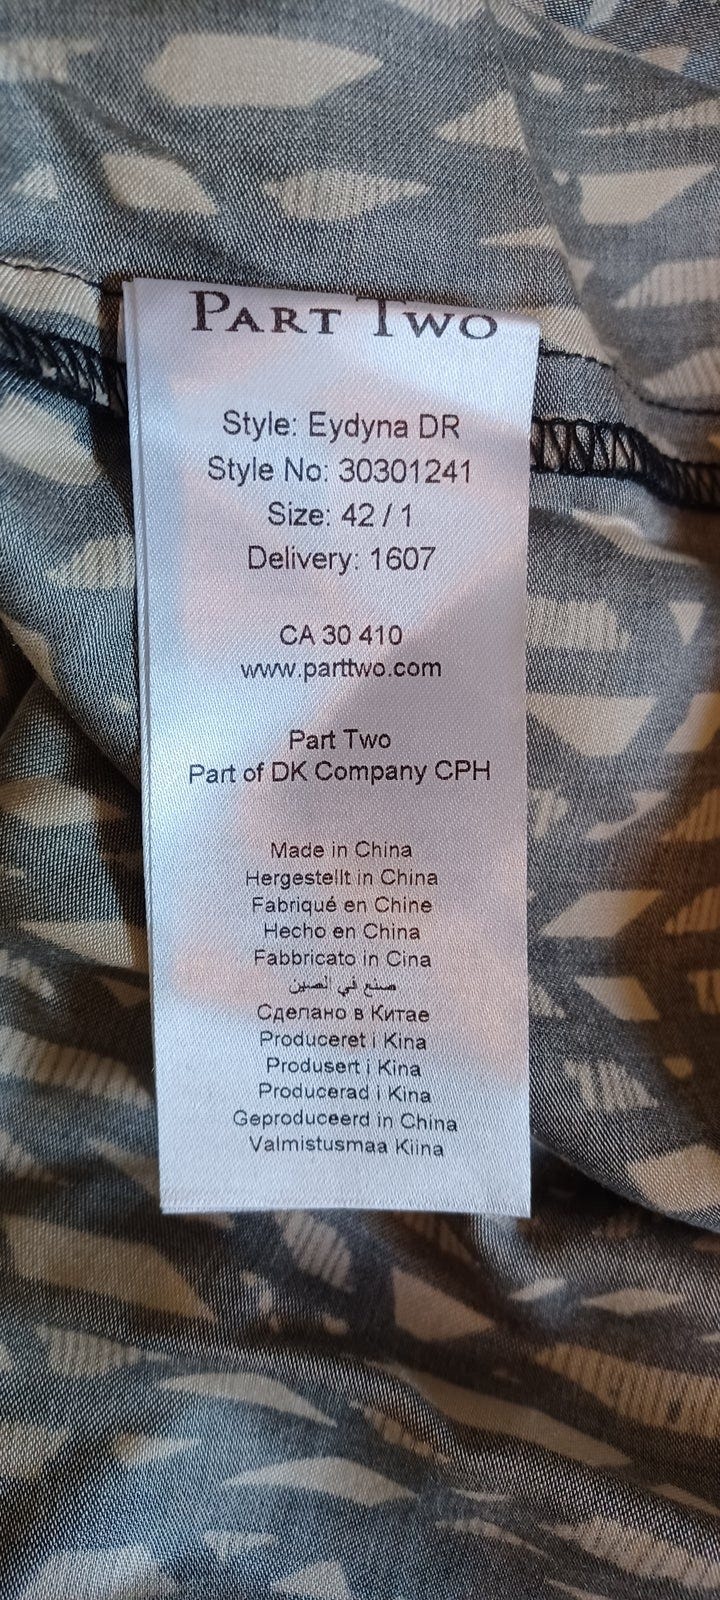 PART TWO
Style: Eydyna DR
Style No: 30301241
Size: 42 / 1
Delivery: 1607
CA 30 410
www.parttwo.com
Part Two
Part of DK Company CPH
Made in China
Hergestellt in China
Fabriqué en Chine
Hecho en China
Fabbricato in Cina
صنع في الصين
Сделано в Китае
Produceret i Kina
Produsert i Kina
Producerad i Kina
Geproduceerd in China
Valmistusmaa Kiina